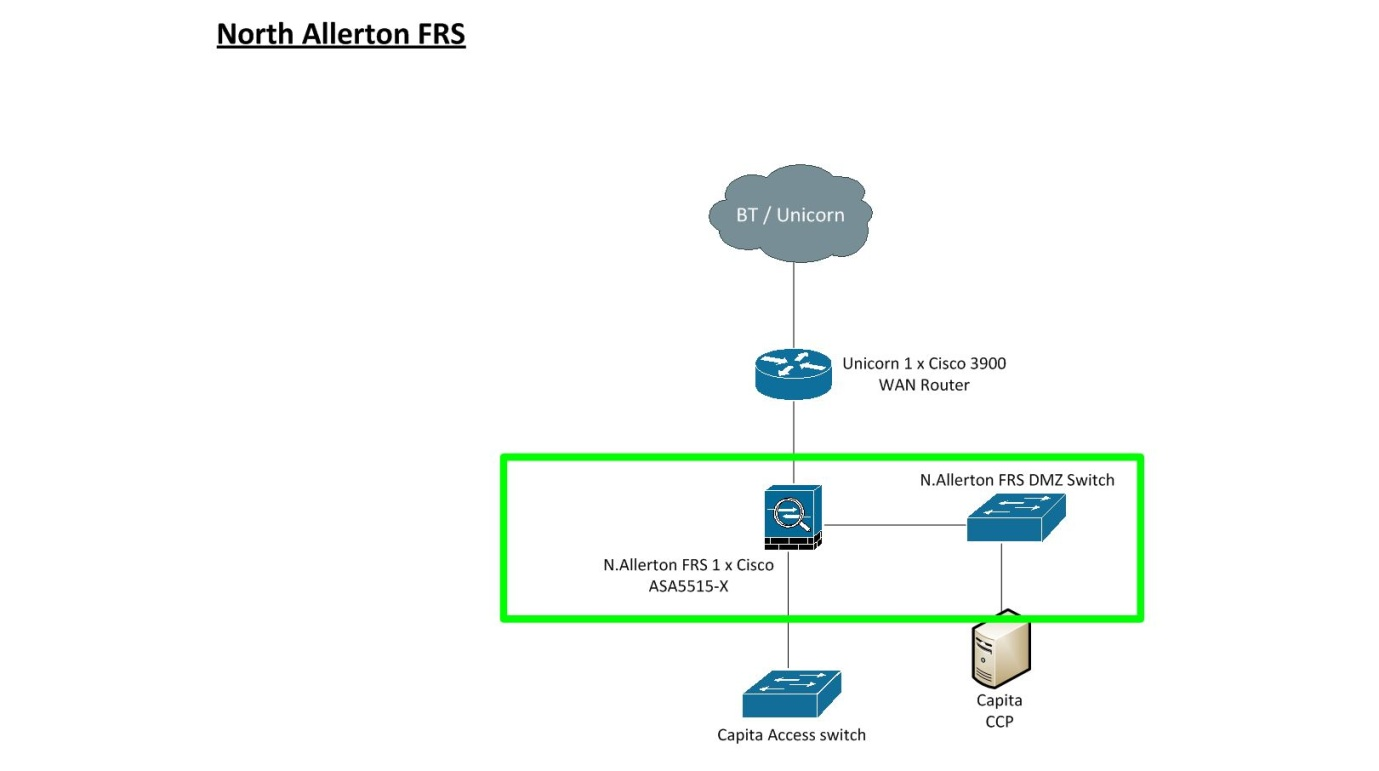 North Allerton FRS
BT / Unicorn
Unicorn 1 x Cisco 3900
WAN Router
N.Allerton FRS DMZ Switch
N.Allerton FRS 1 x Cisco
ASA5515-X
Capita
CCP
Capita Access switch